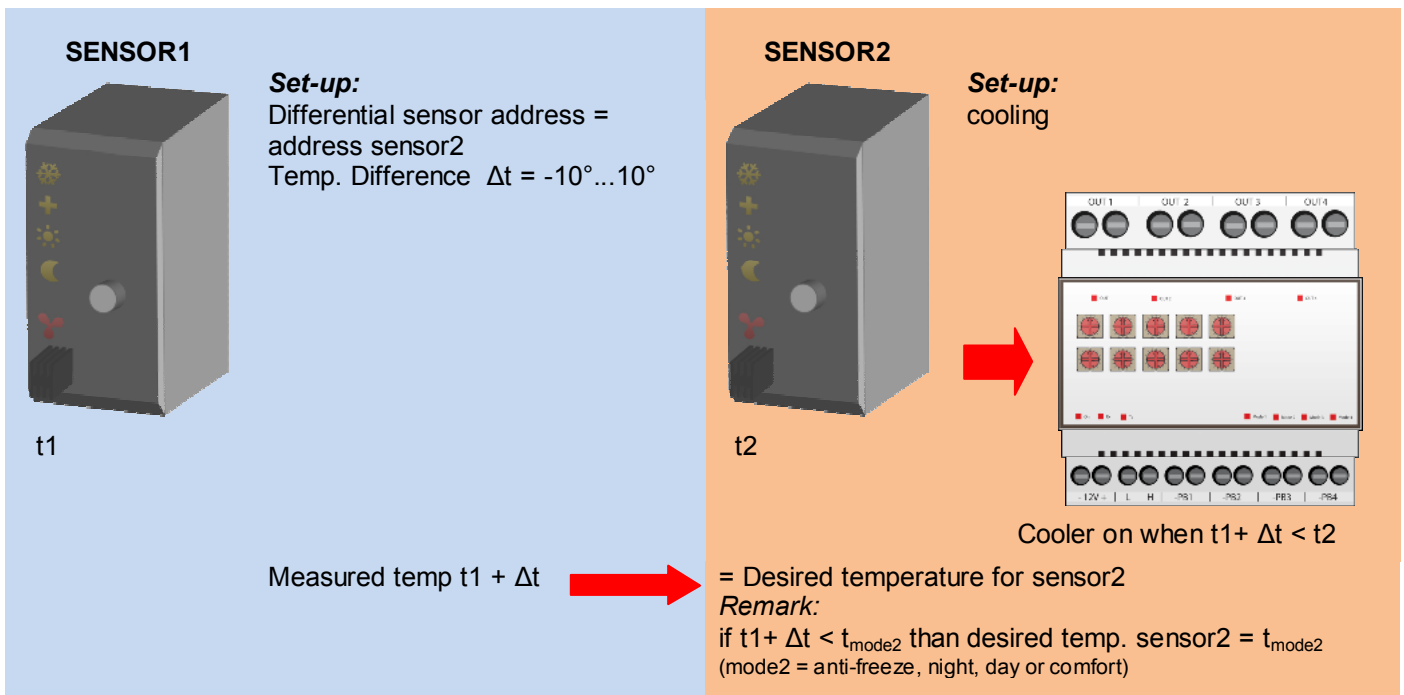 SENSOR1
Set-up:
Differential sensor address =
address sensor2
Temp. Difference Δt = -10°...10°
t1
Measured temp t1 + Δt
SENSOR2
Set-up:
cooling
t2
OUT 1 OUT 2 OUT 3 OUT 4
- 12V + L H -PB1 -PB2 -PB3 -PB4
Cooler on when t1+ Δt < t2
= Desired temperature for sensor2
Remark:
if t1+ Δt < tmode2 than desired temp. sensor2 = tmode2
(mode2 = anti-freeze, night, day or comfort)